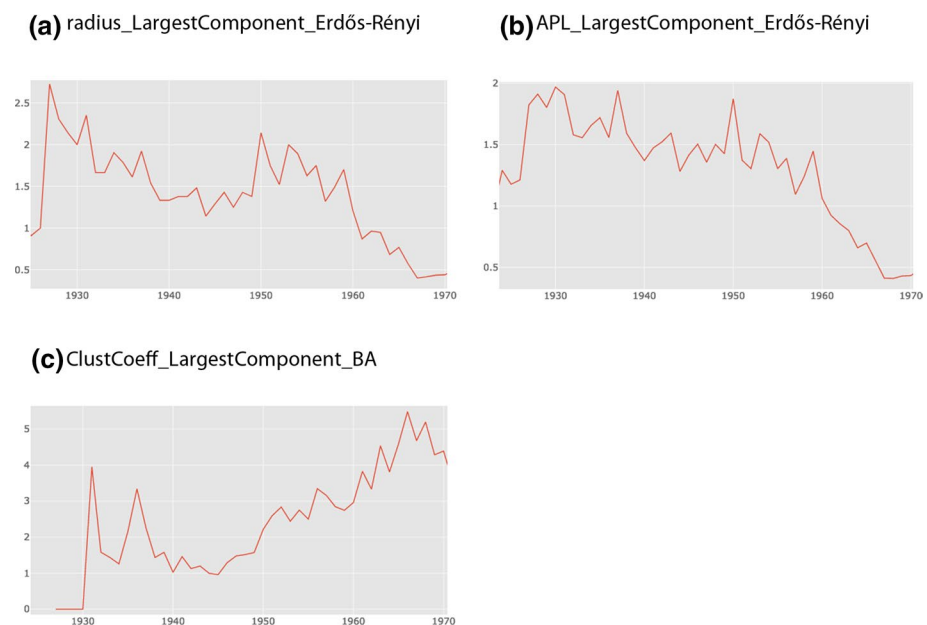 (a) radius_LargestComponent_Erdős-Rényi
2.5
2
1.5
1
0.5
1930 1940 1950 1960 1970
(b) APL_LargestComponent_Erdős-Rényi
2
1.5
1
0.5
1930 1940 1950 1960 1970
(c) ClustCoeff_LargestComponent_BA
5
4
3
2
1
0
1930 1940 1950 1960 1970